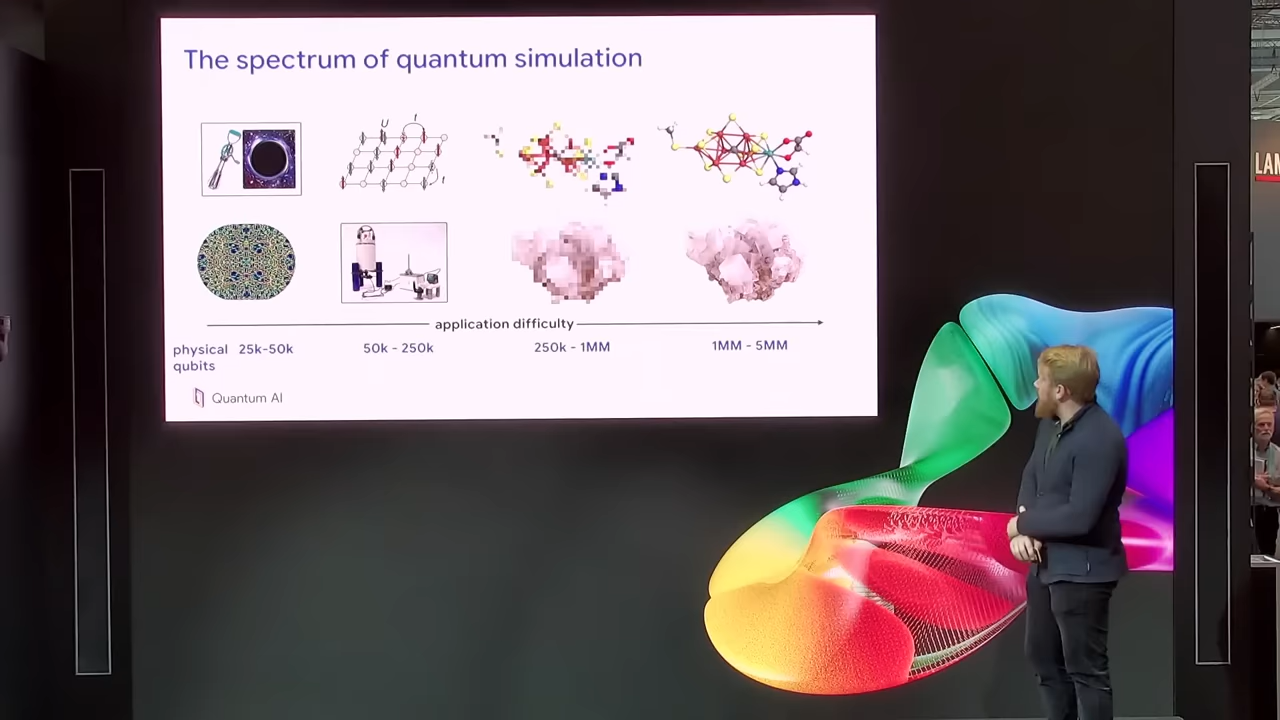 The spectrum of quantum simulation
U
t
t
application difficulty
physical qubits
25k-50k
50k - 250k
250k - 1MM
1MM - 5MM
Quantum AI
LAN